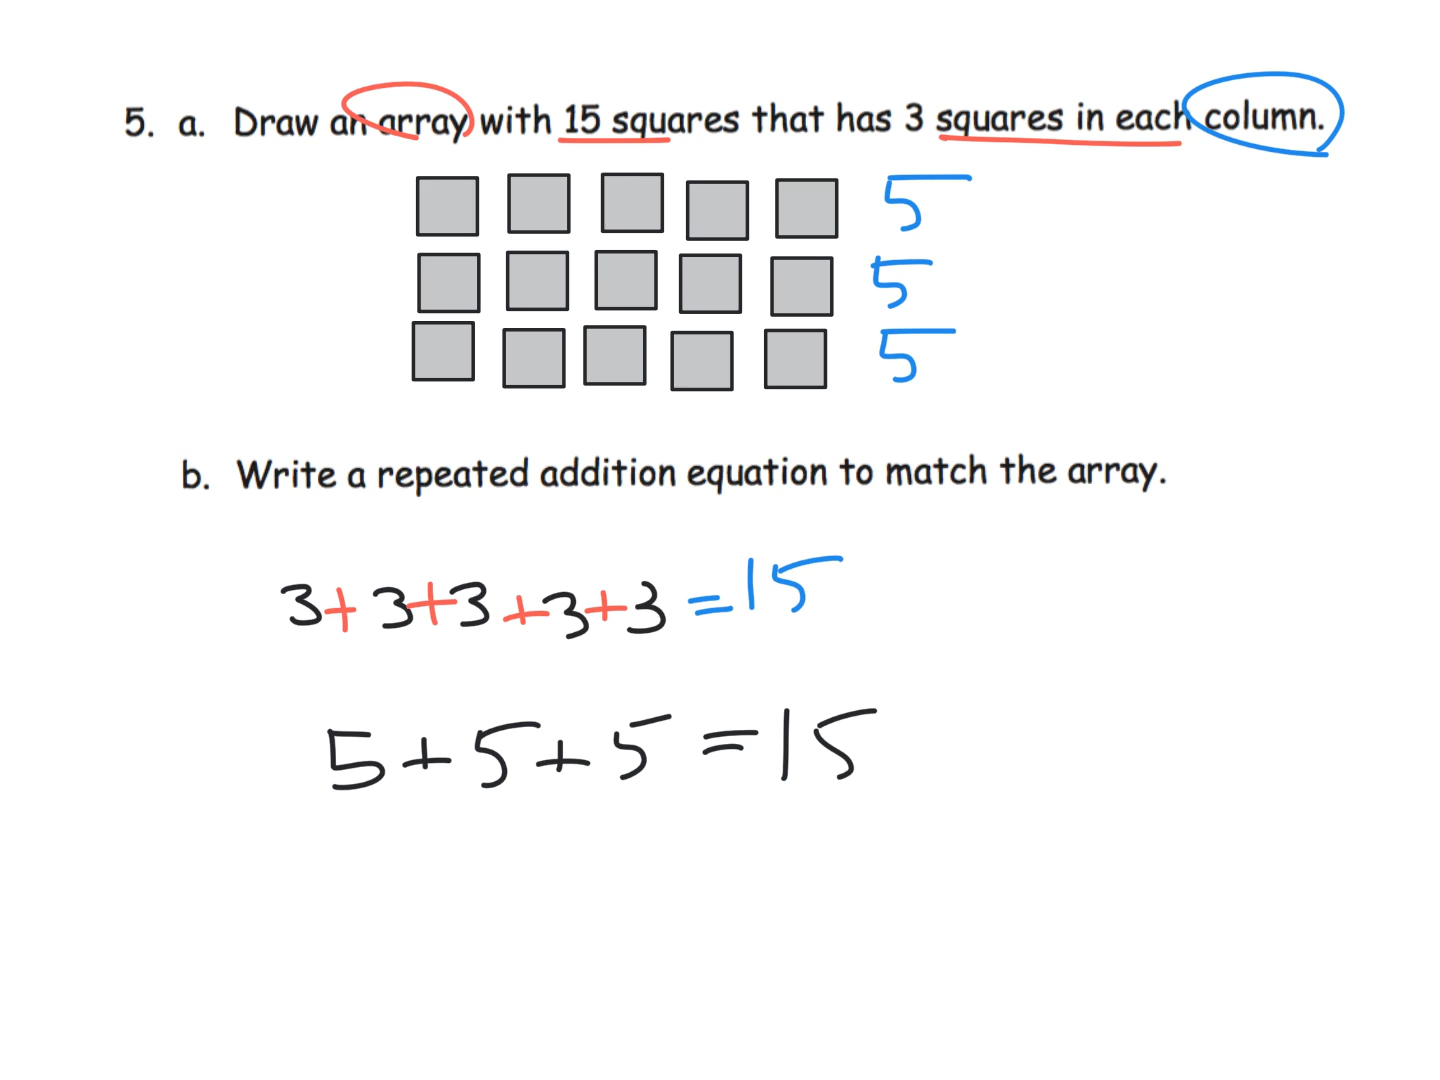 5. a. Draw an array with 15 squares that has 3 squares in each column.
5
5
5
b. Write a repeated addition equation to match the array.
3+3+3+3+3=15
5+5+5=15